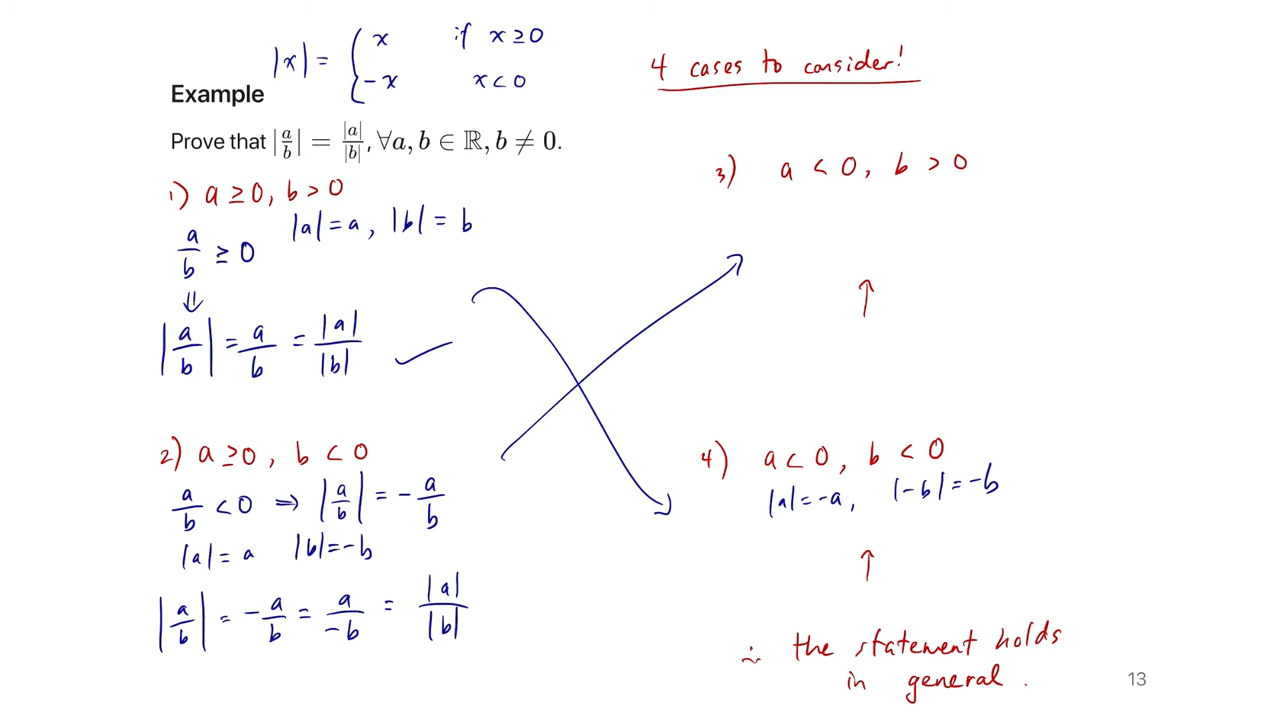 |x| = { x if x ≥ 0
-x x < 0
Example
Prove that |a/b| = |a|/|b|, ∀a, b ∈ ℝ, b ≠ 0.
1) a ≥ 0, b > 0
|a| = a, |b| = b
a/b ≥ 0
⇓
|a/b| = a/b = |a|/|b| ✓
2) a ≥ 0, b < 0
a/b < 0 ⇒ |a/b| = -a/b
|a| = a |b| = -b
|a/b| = -a/b = a/-b = |a|/|b|
4 cases to consider!
3) a < 0, b > 0
↑
4) a < 0, b < 0
|a| = -a, |-b| = -b
↑
∴ the statement holds
in general.
13